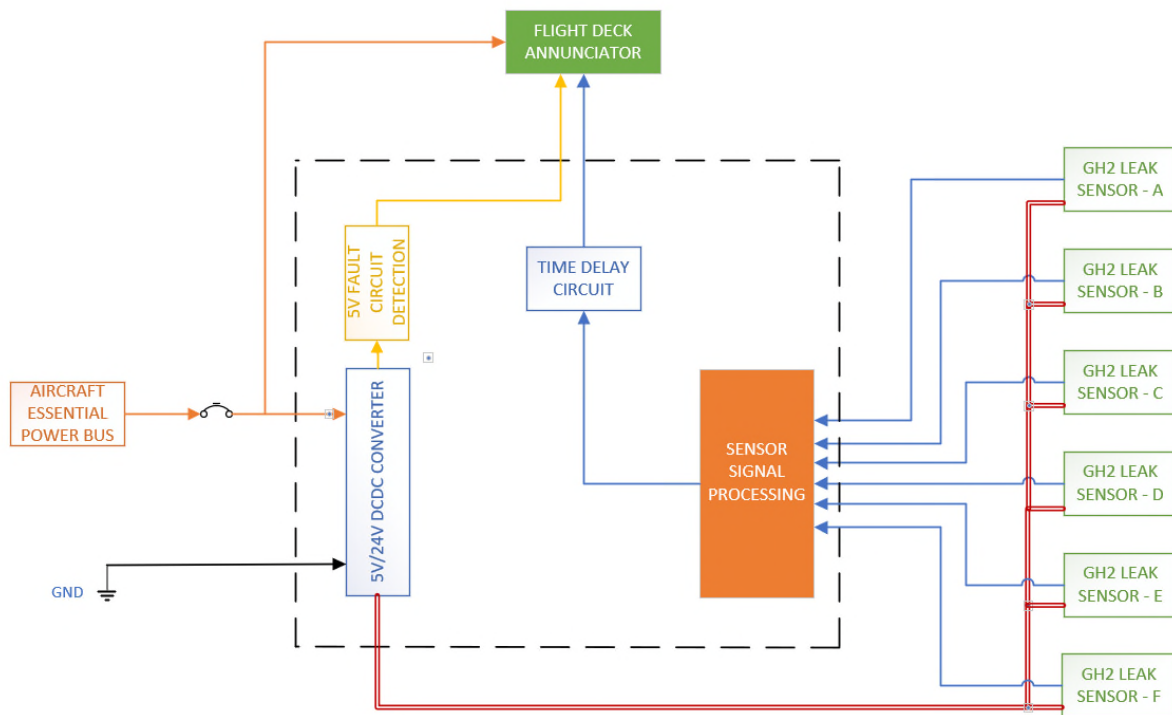 FLIGHT DECK
ANNUNCIATOR
GH2 LEAK
SENSOR - A
5V FAULT
CIRCUIT
DETECTION
TIME DELAY
CIRCUIT
GH2 LEAK
SENSOR - B
AIRCRAFT
ESSENTIAL
POWER BUS
5V/24V DCDC CONVERTER
SENSOR
SIGNAL
PROCESSING
GH2 LEAK
SENSOR - C
GH2 LEAK
SENSOR - D
GND
GH2 LEAK
SENSOR - E
GH2 LEAK
SENSOR - F